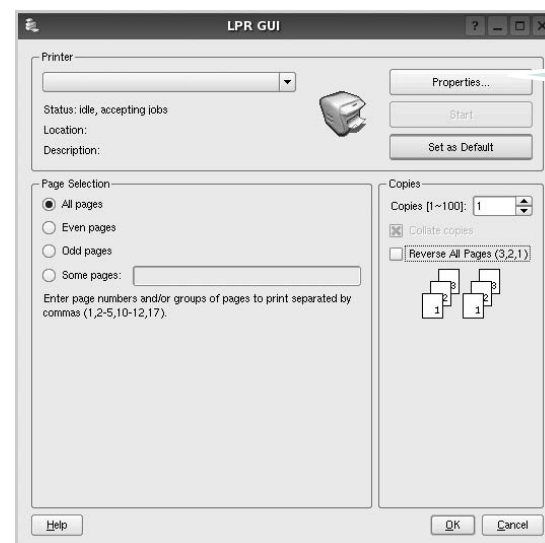 LPR GUI
Printer
Properties...
Status: idle, accepting jobs
Start
Location:
Description:
Set as Default
Page Selection
All pages
Even pages
Odd pages
Some pages:
Enter page numbers and/or groups of pages to print separated by
commas (1,2-5,10-12,17).
Copies
Copies [1~100]: 1
Collate copies
Reverse All Pages (3,2,1)
3 3
2 2
1 1
Help
OK
Cancel